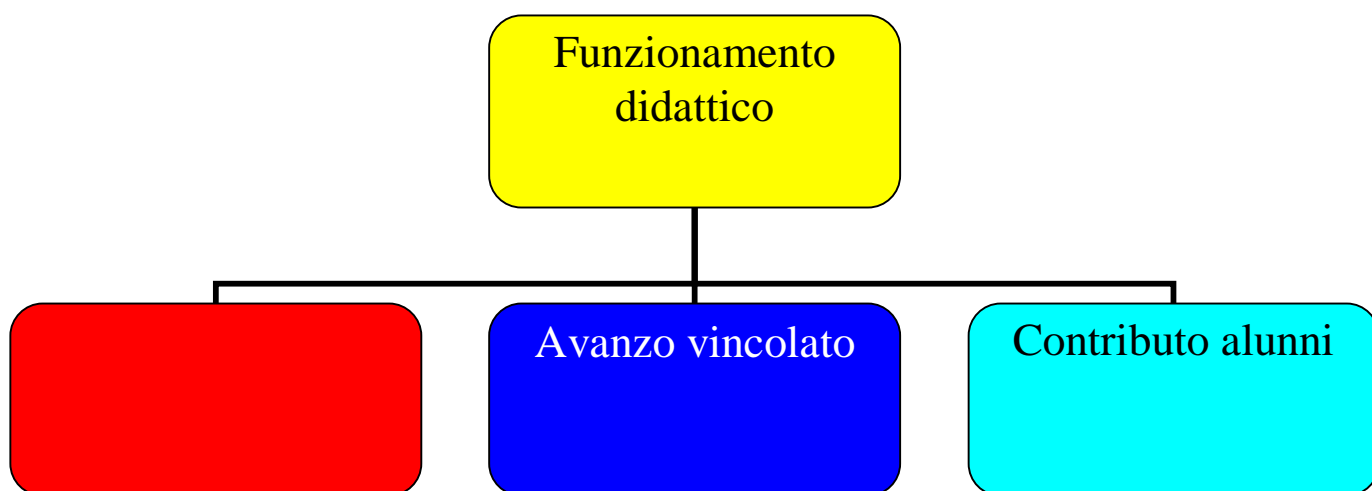 Funzionamento
didattico
Avanzo vincolato
Contributo alunni